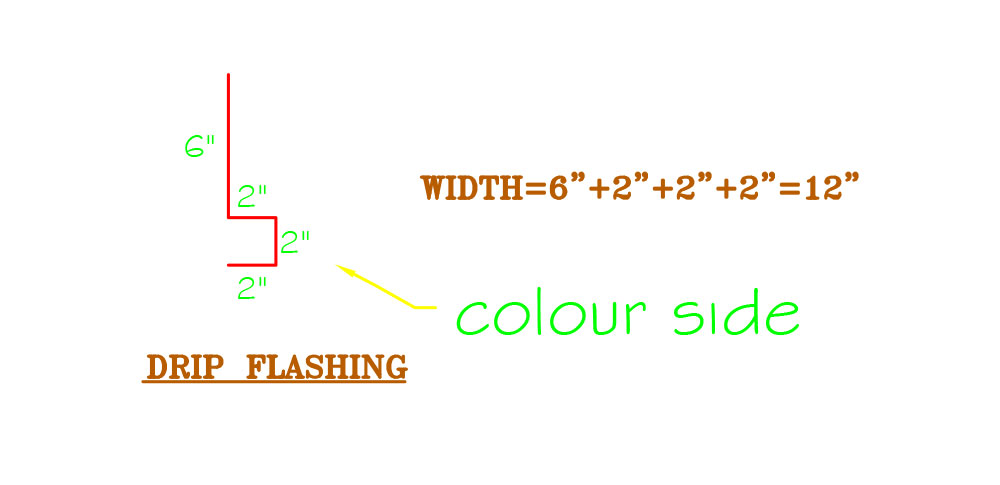 6"
2"
WIDTH=6”+2”+2”+2”=12”
2"
2"
colour side
DRIP FLASHING